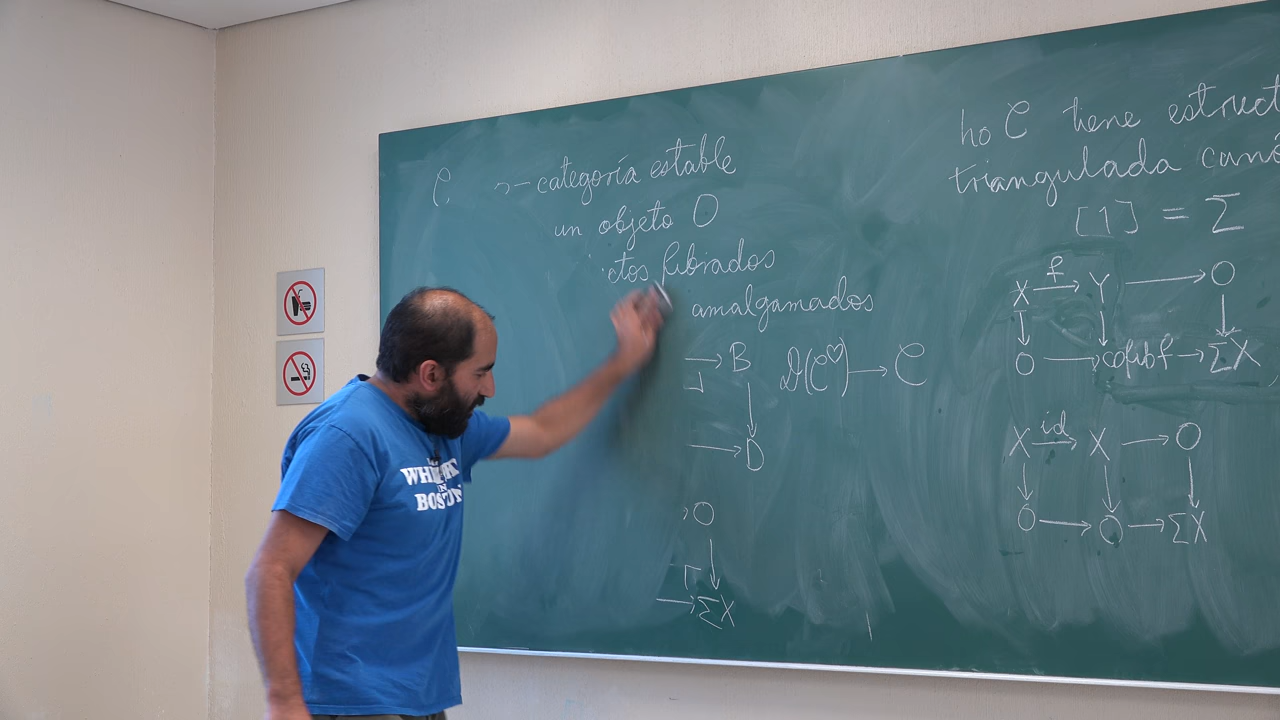 C, ∞-categoría estable
un objeto 0
ctos fibrados
amalgamados
→ B
↓
→ D
D(C♡) → C
→ 0
↓
→ ΣX
ho C tiene estruct
triangulada canó
[1] = Σ
X f→ Y → 0
↓ ↓ ↓
0 → cofib f → ΣX
X id→ X → 0
↓ ↓ ↓
0 → 0 → ΣX
IN
BOSTON